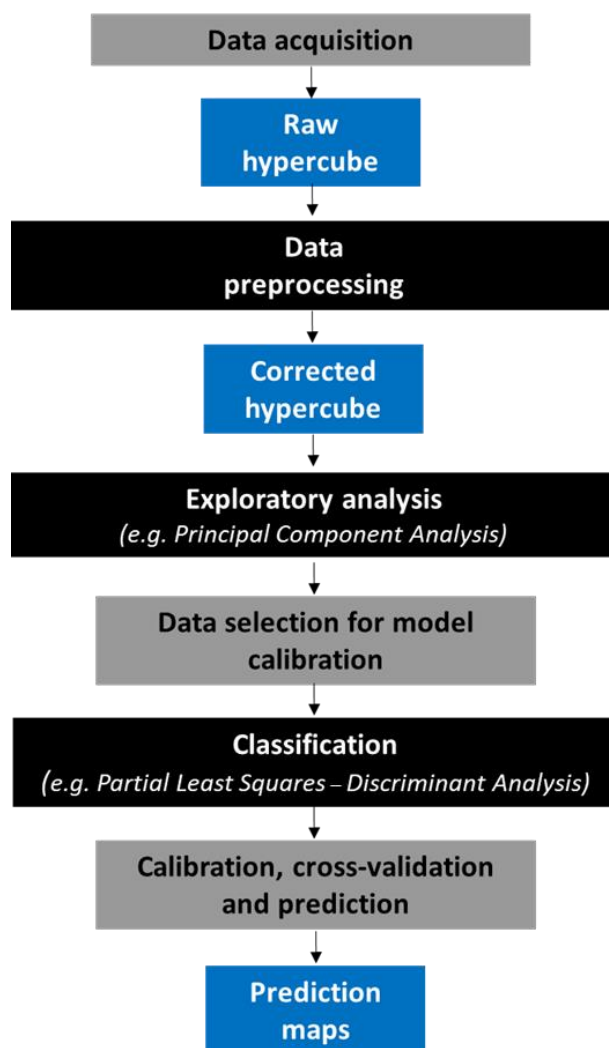 Data acquisition
Raw
hypercube
Data
preprocessing
Corrected
hypercube
Exploratory analysis
(e.g. Principal Component Analysis)
Data selection for model
calibration
Classification
(e.g. Partial Least Squares – Discriminant Analysis)
Calibration, cross-validation
and prediction
Prediction
maps